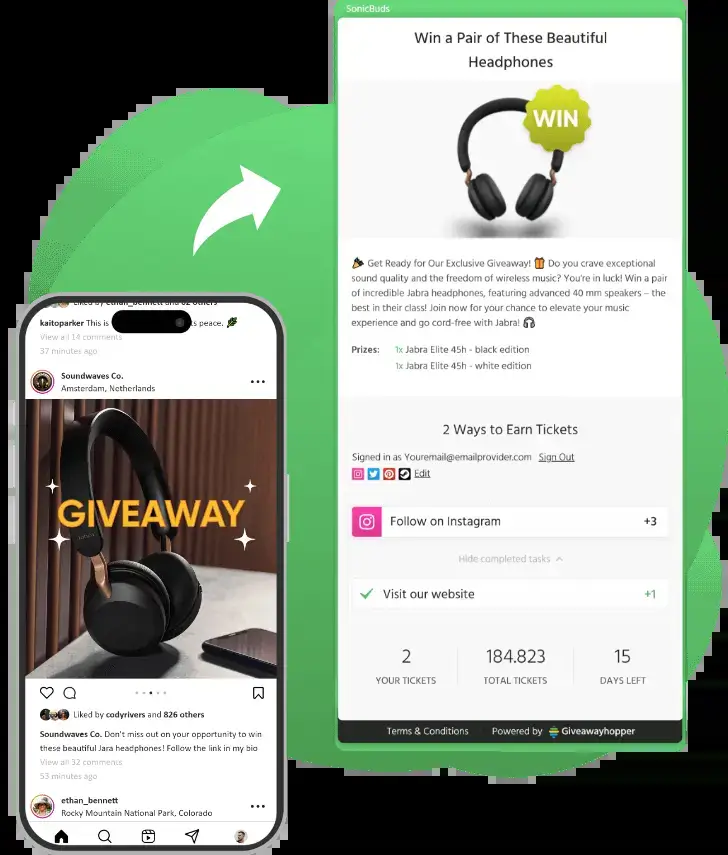 SonicBuds
Win a Pair of These Beautiful
Headphones
WIN
🎉 Get Ready for Our Exclusive Giveaway! 🎁 Do you crave exceptional
sound quality and the freedom of wireless music? You're in luck! Win a pair
of incredible Jabra headphones, featuring advanced 40 mm speakers – the
best in their class! Join now for your chance to elevate your music
experience and go cord-free with Jabra! 🎧
Prizes: 1x Jabra Elite 45h - black edition
1x Jabra Elite 45h - white edition
2 Ways to Earn Tickets
Signed in as Youremail@emailprovider.com Sign Out
Edit
Follow on Instagram +3
Hide completed tasks
Visit our website +1
2 184.823 15
YOUR TICKETS TOTAL TICKETS DAYS LEFT
Terms & Conditions Powered by Giveawayhopper
Liked by ethan_bennett and 82 others
kaitoparker This is ts peace.
View all 14 comments
37 minutes ago
Soundwaves Co.
Amsterdam, Netherlands
GIVEAWAY
Liked by codyrivers and 826 others
Soundwaves Co. Don't miss out on your opportunity to win
these beautiful Jara headphones! Follow the link in my bio
View all 32 comments
53 minutes ago
ethan_bennett
Rocky Mountain National Park, Colorado